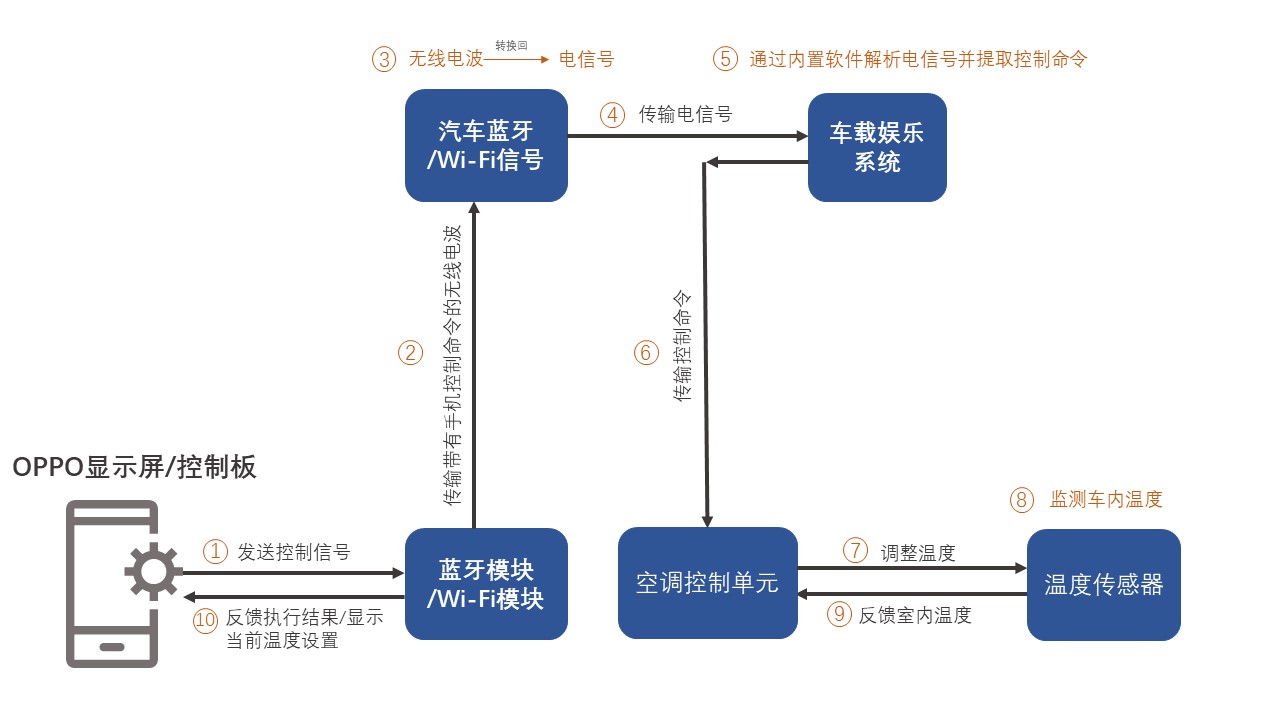 ③ 无线电波 转换回 电信号
⑤ 通过内置软件解析电信号并提取控制命令
汽车蓝牙
/Wi-Fi信号
④ 传输电信号
车载娱乐
系统
② 传输带有手机控制命令的无线电波
⑥ 传输控制命令
OPPO显示屏/控制板
① 发送控制信号
⑩ 反馈执行结果/显示
当前温度设置
蓝牙模块
/Wi-Fi模块
空调控制单元
⑦ 调整温度
⑨ 反馈室内温度
⑧ 监测车内温度
温度传感器